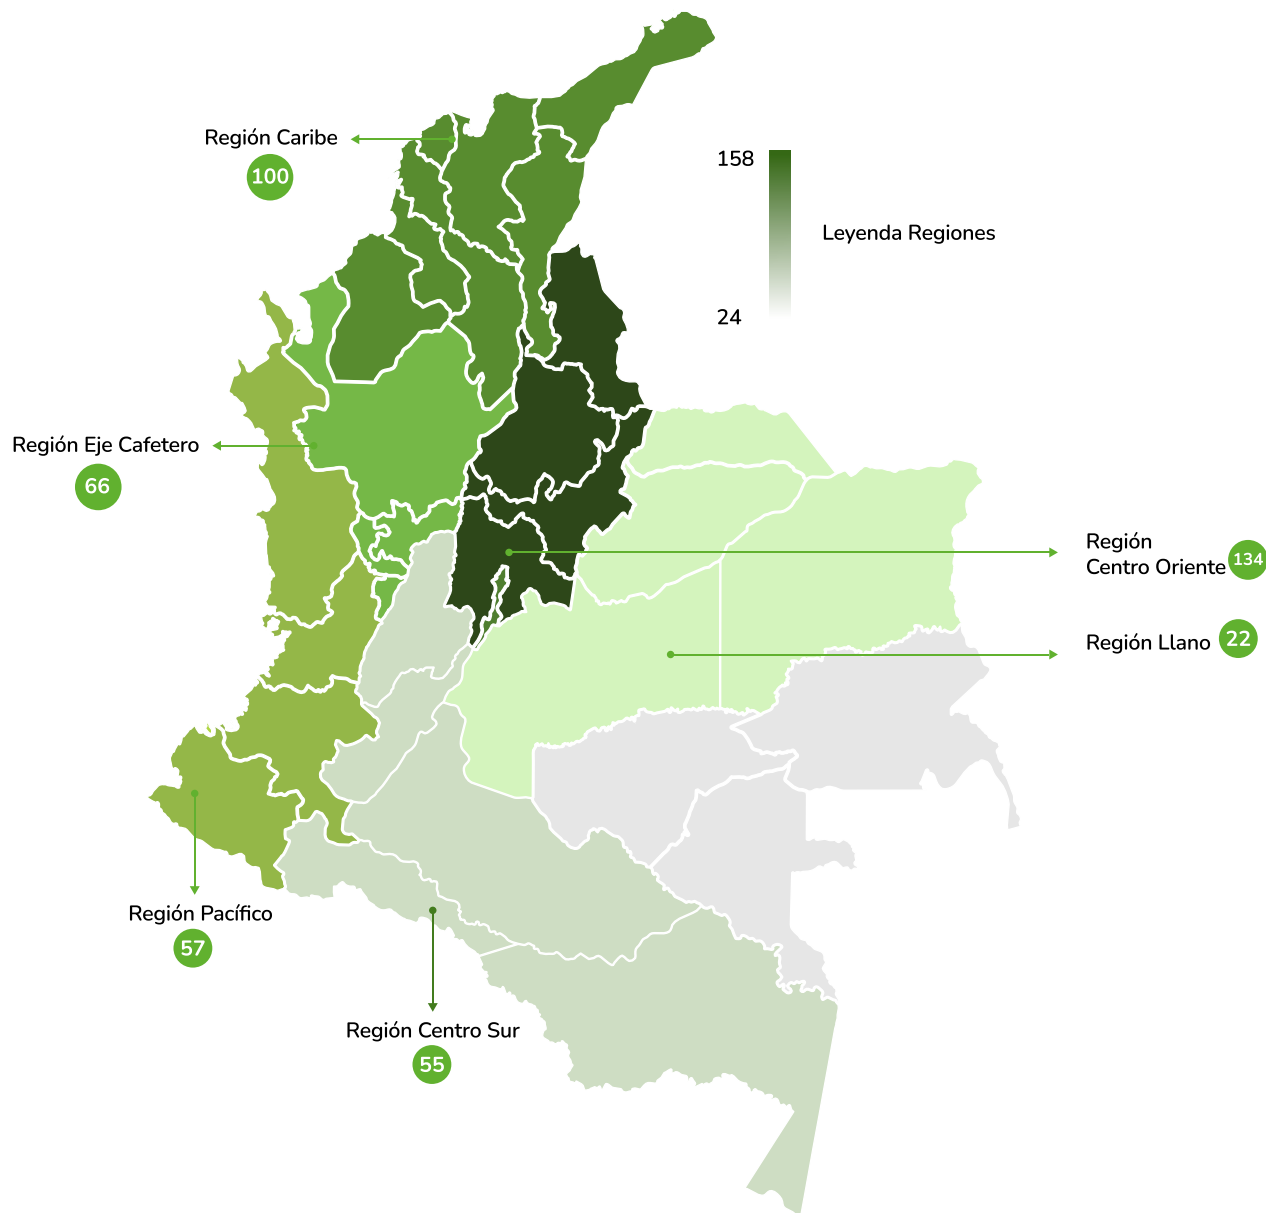 Región Caribe
100
158
Leyenda Regiones
24
Región Eje Cafetero
66
Región
Centro Oriente
134
Región Llano
22
Región Pacífico
57
Región Centro Sur
55